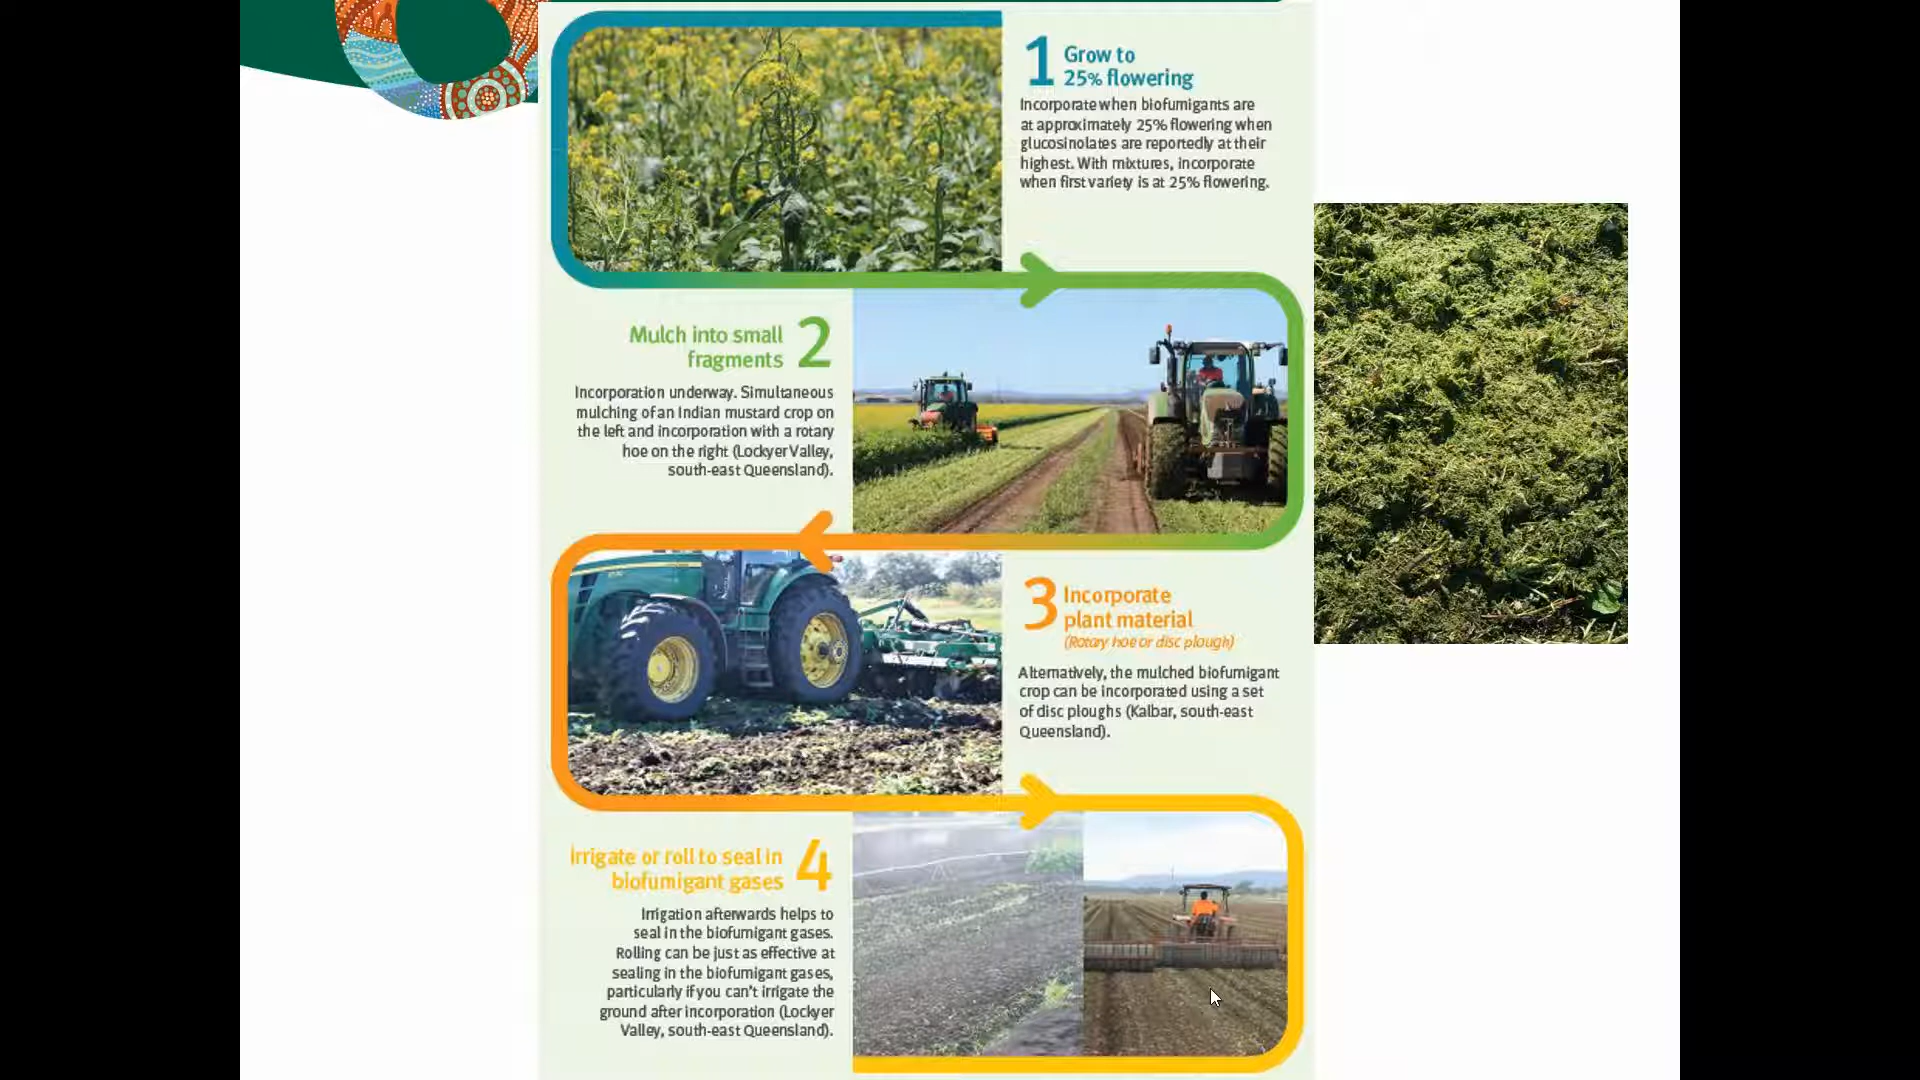 1 Grow to
25% flowering
Incorporate when biofumigants are
at approximately 25% flowering when
glucosinolates are reportedly at their
highest. With mixtures, incorporate
when first variety is at 25% flowering.
Mulch into small 2
fragments
Incorporation underway. Simultaneous
mulching of an Indian mustard crop on
the left and incorporation with a rotary
hoe on the right (Lockyer Valley,
south-east Queensland).
3 Incorporate
plant material
(Rotary hoe or disc plough)
Alternatively, the mulched biofumigant
crop can be incorporated using a set
of disc ploughs (Kalbar, south-east
Queensland).
Irrigate or roll to seal in 4
biofumigant gases
Irrigation afterwards helps to
seal in the biofumigant gases.
Rolling can be just as effective at
sealing in the biofumigant gases,
particularly if you can't irrigate the
ground after incorporation (Lockyer
Valley, south-east Queensland).